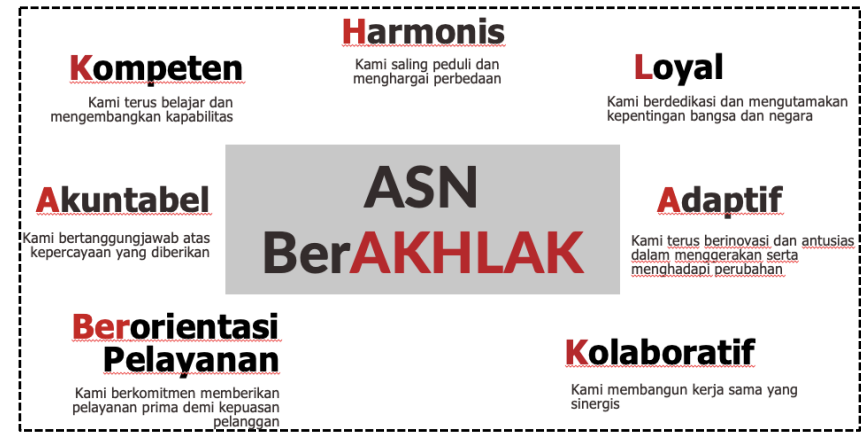 Harmonis
Kami saling peduli dan
menghargai perbedaan
Kompeten
Kami terus belajar dan
mengembangkan kapabilitas
Loyal
Kami berdedikasi dan mengutamakan
kepentingan bangsa dan negara
Akuntabel
Kami bertanggungjawab atas
kepercayaan yang diberikan
ASN
BerAKHLAK
Adaptif
Kami terus berinovasi dan antusias
dalam menggerakan serta
menghadapi perubahan
Berorientasi
Pelayanan
Kami berkomitmen memberikan
pelayanan prima demi kepuasan
pelanggan
Kolaboratif
Kami membangun kerja sama yang
sinergis